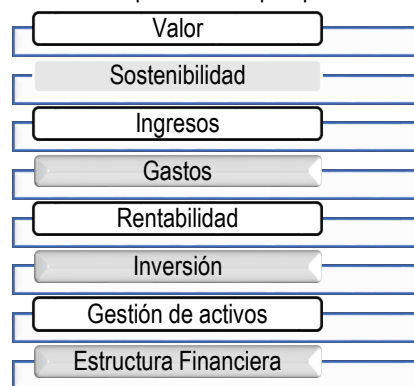 Valor
Sostenibilidad
Ingresos
Gastos
Rentabilidad
Inversión
Gestión de activos
Estructura Financiera